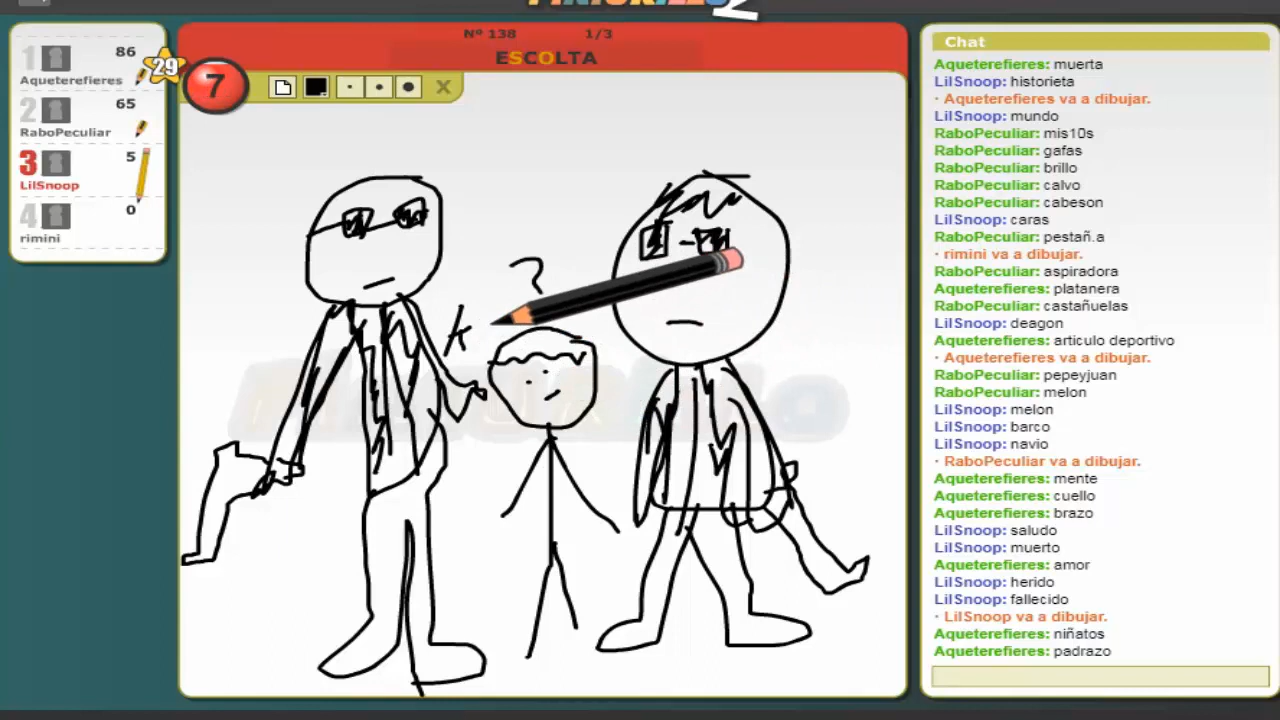 PINTURILLO 2
Nº 138 1/3
ESCOLTA
7
1 86
Aqueterefieres
29
2 65
RaboPeculiar
3 5
LilSnoop
4 0
rimini
X
?
Chat
Aqueterefieres: muerta
LilSnoop: historieta
· Aqueterefieres va a dibujar.
LilSnoop: mundo
RaboPeculiar: mis10s
RaboPeculiar: gafas
RaboPeculiar: brillo
RaboPeculiar: calvo
RaboPeculiar: cabeson
LilSnoop: caras
RaboPeculiar: pestañ.a
· rimini va a dibujar.
RaboPeculiar: aspiradora
Aqueterefieres: platanera
RaboPeculiar: castañuelas
LilSnoop: deagon
Aqueterefieres: articulo deportivo
· Aqueterefieres va a dibujar.
RaboPeculiar: pepeyjuan
RaboPeculiar: melon
LilSnoop: melon
LilSnoop: barco
LilSnoop: navio
· RaboPeculiar va a dibujar.
Aqueterefieres: mente
Aqueterefieres: cuello
Aqueterefieres: brazo
LilSnoop: saludo
LilSnoop: muerto
Aqueterefieres: amor
LilSnoop: herido
LilSnoop: fallecido
· LilSnoop va a dibujar.
Aqueterefieres: niñatos
Aqueterefieres: padrazo